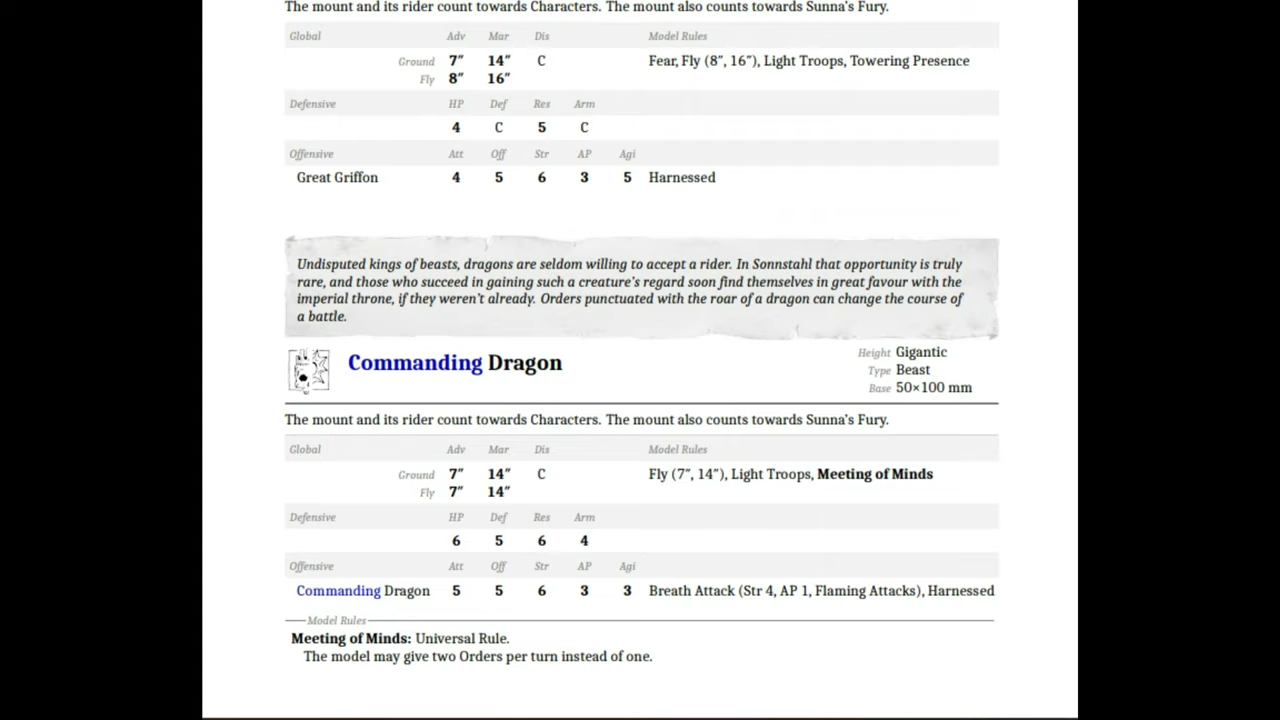 The mount and its rider count towards Characters. The mount also counts towards Sunna's Fury.
Global Adv Mar Dis Model Rules
Ground 7″ 14″ C Fear, Fly (8″, 16″), Light Troops, Towering Presence
Fly 8″ 16″
Defensive HP Def Res Arm
4 C 5 C
Offensive Att Off Str AP Agi
Great Griffon 4 5 6 3 5 Harnessed
Undisputed kings of beasts, dragons are seldom willing to accept a rider. In Sonnstahl that opportunity is truly
rare, and those who succeed in gaining such a creature's regard soon find themselves in great favour with the
imperial throne, if they weren't already. Orders punctuated with the roar of a dragon can change the course of
a battle.
Commanding Dragon
Height Gigantic
Type Beast
Base 50×100 mm
The mount and its rider count towards Characters. The mount also counts towards Sunna's Fury.
Global Adv Mar Dis Model Rules
Ground 7″ 14″ C Fly (7″, 14″), Light Troops, Meeting of Minds
Fly 7″ 14″
Defensive HP Def Res Arm
6 5 6 4
Offensive Att Off Str AP Agi
Commanding Dragon 5 5 6 3 3 Breath Attack (Str 4, AP 1, Flaming Attacks), Harnessed
Model Rules
Meeting of Minds: Universal Rule.
The model may give two Orders per turn instead of one.